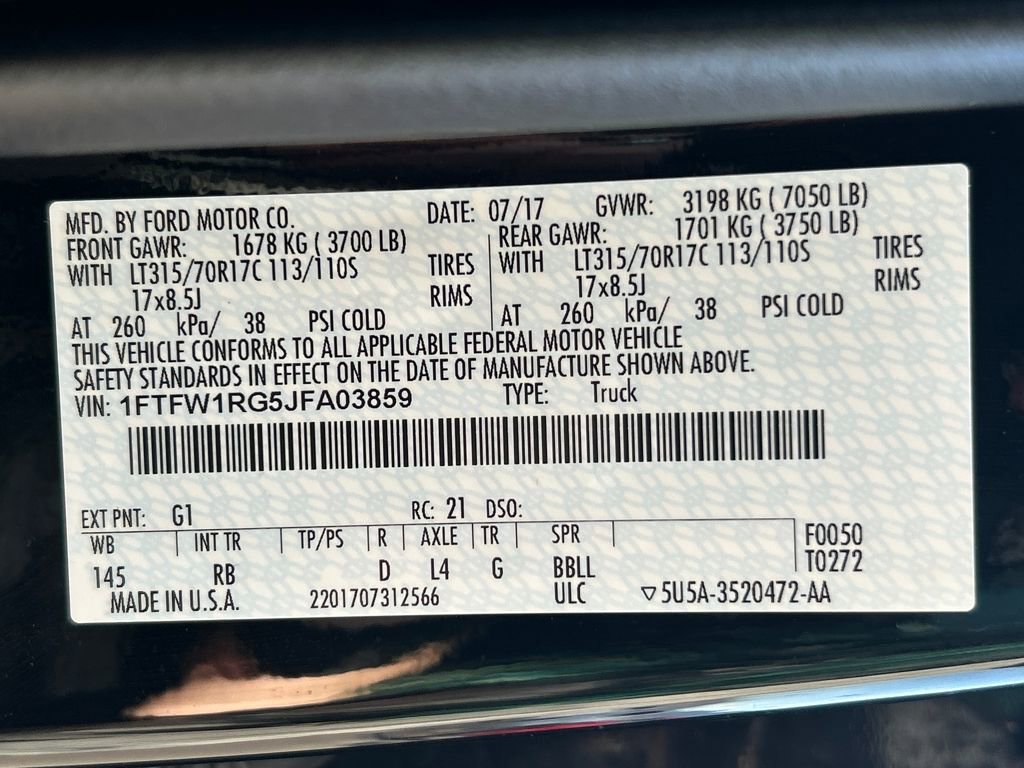 MFD. BY FORD MOTOR CO. DATE: 07/17 GVWR: 3198 KG ( 7050 LB)
FRONT GAWR: 1678 KG ( 3700 LB) REAR GAWR: 1701 KG ( 3750 LB)
WITH LT315/70R17C 113/110S TIRES WITH LT315/70R17C 113/110S TIRES
17x8.5J RIMS 17x8.5J RIMS
AT 260 kPa/ 38 PSI COLD AT 260 kPa/ 38 PSI COLD
THIS VEHICLE CONFORMS TO ALL APPLICABLE FEDERAL MOTOR VEHICLE
SAFETY STANDARDS IN EFFECT ON THE DATE OF MANUFACTURE SHOWN ABOVE.
VIN: 1FTFW1RG5JFA03859 TYPE: Truck
EXT PNT: G1 RC: 21 DSO:
WB INT TR TP/PS R AXLE TR SPR F0050
145 RB D L4 G BBLL T0272
MADE IN U.S.A. 2201707312566 ULC ▽5U5A-3520472-AA